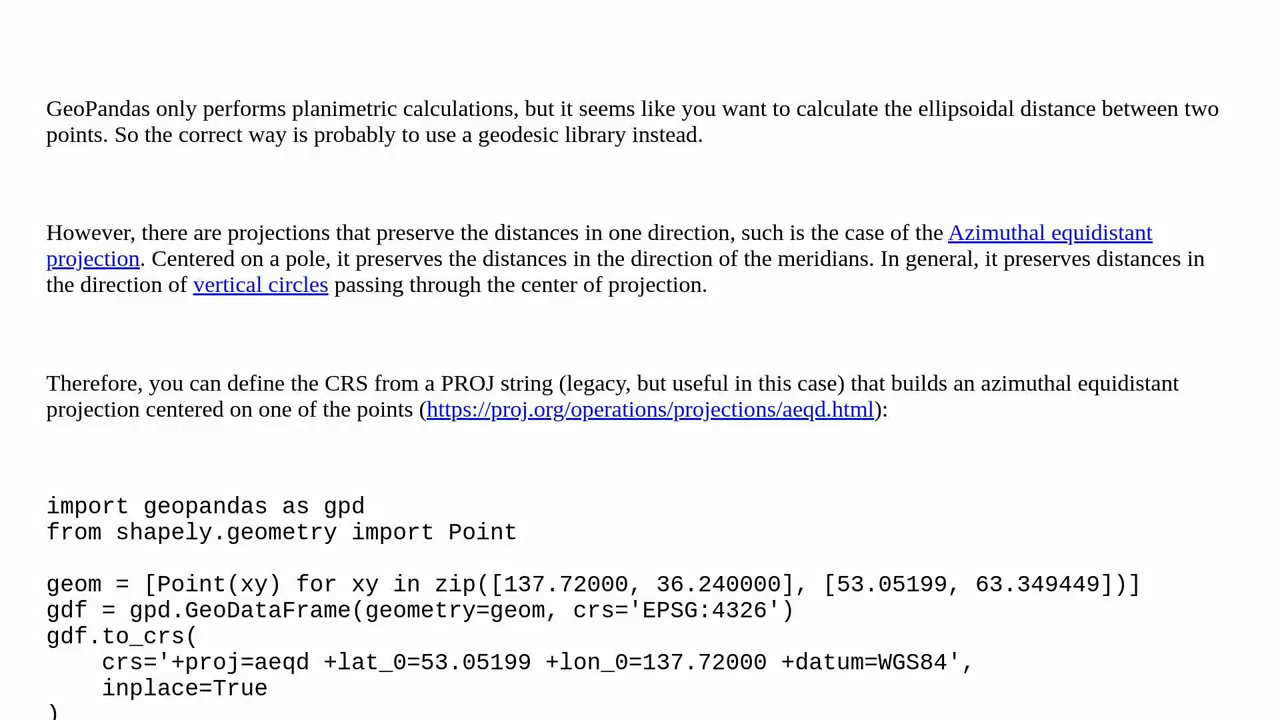 GeoPandas only performs planimetric calculations, but it seems like you want to calculate the ellipsoidal distance between two
points. So the correct way is probably to use a geodesic library instead.
However, there are projections that preserve the distances in one direction, such is the case of the Azimuthal equidistant
projection. Centered on a pole, it preserves the distances in the direction of the meridians. In general, it preserves distances in
the direction of vertical circles passing through the center of projection.
Therefore, you can define the CRS from a PROJ string (legacy, but useful in this case) that builds an azimuthal equidistant
projection centered on one of the points (https://proj.org/operations/projections/aeqd.html):
import geopandas as gpd
from shapely.geometry import Point
geom = [Point(xy) for xy in zip([137.72000, 36.240000], [53.05199, 63.349449])]
gdf = gpd.GeoDataFrame(geometry=geom, crs='EPSG:4326')
gdf.to_crs(
    crs='+proj=aeqd +lat_0=53.05199 +lon_0=137.72000 +datum=WGS84',
    inplace=True
)